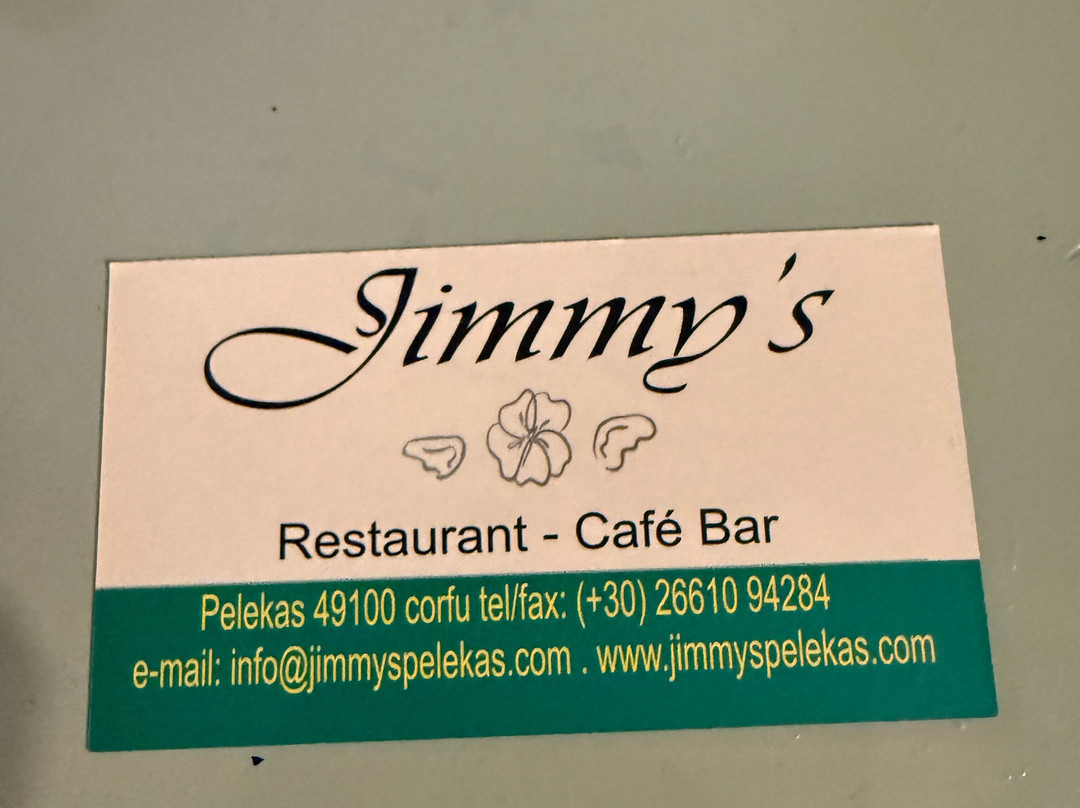 Jimmy's
Restaurant - Café Bar
Pelekas 49100 corfu tel/fax: (+30) 26610 94284
e-mail: info@jimmyspelekas.com . www.jimmyspelekas.com